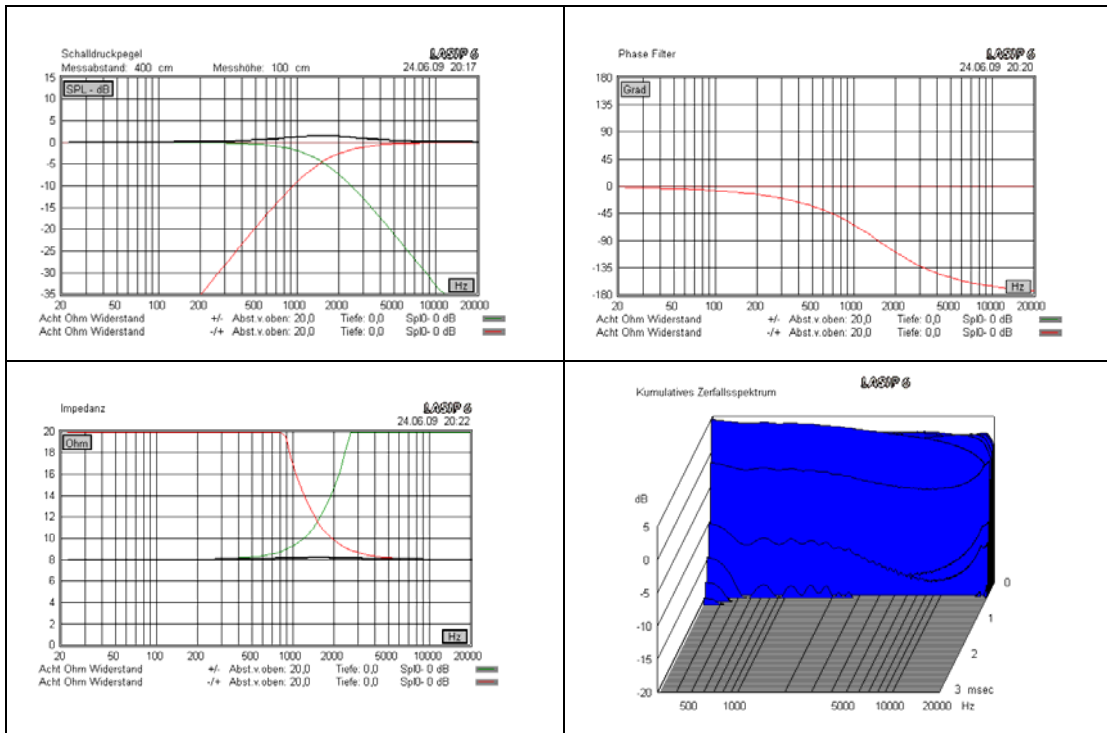 Schalldruckpegel LASIP 6
Messabstand: 400 cm Messhöhe: 100 cm 24.06.09 20:17
SPL - dB
15
10
5
0
-5
-10
-15
-20
-25
-30
-35
Hz
20 50 100 200 500 1000 2000 5000 10000 20000
Acht Ohm Widerstand +/- Abst.v.oben: 20,0 Tiefe: 0,0 Spl0- 0 dB
Acht Ohm Widerstand -/+ Abst.v.oben: 20,0 Tiefe: 0,0 Spl0- 0 dB
Phase Filter LASIP 6
24.06.09 20:20
Grad
180
135
90
45
0
-45
-90
-135
-180
Hz
20 50 100 200 500 1000 2000 5000 10000 20000
Acht Ohm Widerstand +/- Abst.v.oben: 20,0 Tiefe: 0,0 Spl0- 0 dB
Acht Ohm Widerstand -/+ Abst.v.oben: 20,0 Tiefe: 0,0 Spl0- 0 dB
Impedanz LASIP 6
24.06.09 20:22
Ohm
20
18
16
14
12
10
8
6
4
2
0
Hz
20 50 100 200 500 1000 2000 5000 10000 20000
Acht Ohm Widerstand +/- Abst.v.oben: 20,0 Tiefe: 0,0 Spl0- 0 dB
Acht Ohm Widerstand -/+ Abst.v.oben: 20,0 Tiefe: 0,0 Spl0- 0 dB
LASIP 6
Kumulatives Zerfallsspektrum
dB
5
0
-5
-10
-15
-20
0
1
2
3 msec
500 1000 5000 10000 20000 Hz